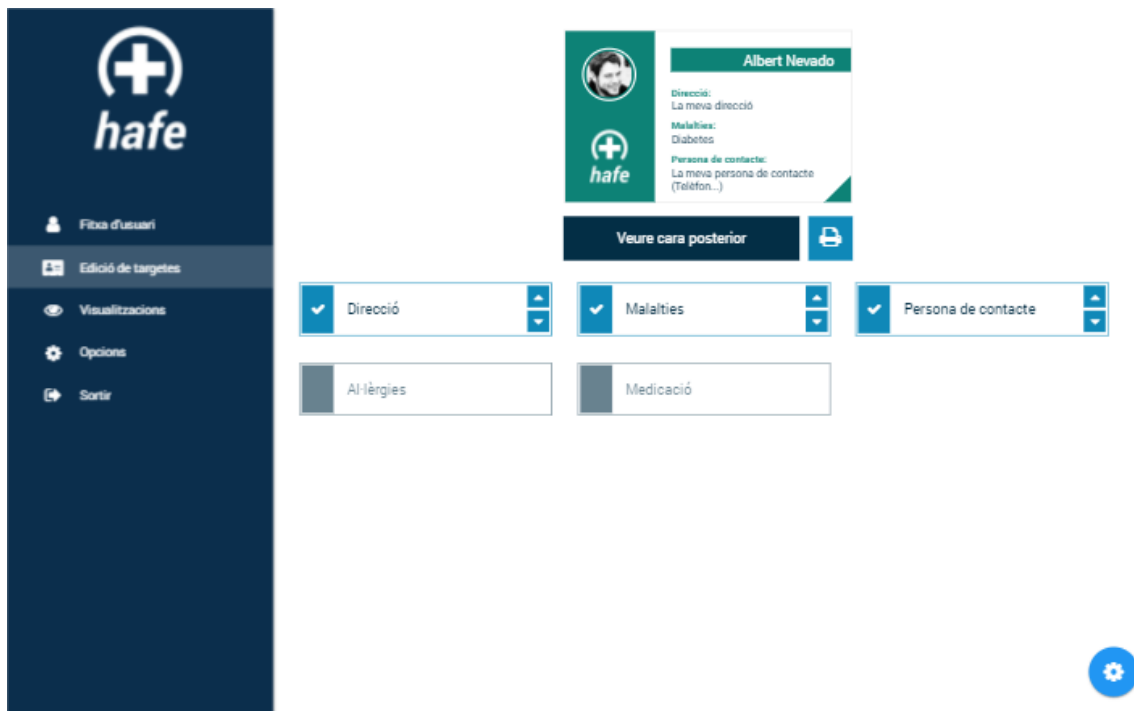 hafe
Fitxa d'usuari
Edició de targetes
Visualitzacions
Opcions
Sortir
Albert Nevado
Direcció:
La meva direcció
Malalties:
Diabetes
Persona de contacte:
La meva persona de contacte
(Telèfon...)
hafe
Veure cara posterior
Direcció
Malalties
Persona de contacte
Al·lèrgies
Medicació